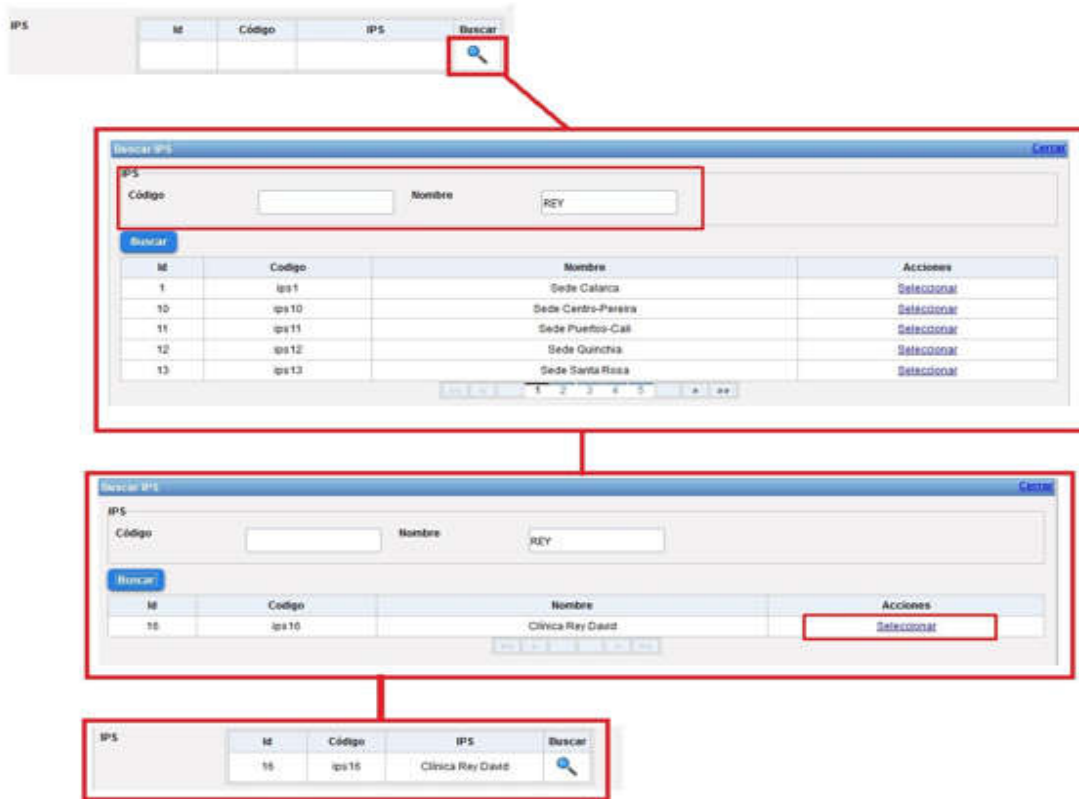 IPS
Id Código IPS Buscar
Buscar IPS Cerrar
IPS
Código Nombre REY
Buscar
Id Codigo Nombre Acciones
1 ips1 Sede Calarca Seleccionar
10 ips10 Sede Centro-Pereira Seleccionar
11 ips11 Sede Puertos-Cali Seleccionar
12 ips12 Sede Quinchia Seleccionar
13 ips13 Sede Santa Rosa Seleccionar
<< < 1 2 3 4 5 > >>
Buscar IPS Cerrar
IPS
Código Nombre REY
Buscar
Id Codigo Nombre Acciones
16 ips16 Clínica Rey David Seleccionar
<< < > >>
IPS
Id Código IPS Buscar
16 ips16 Clínica Rey David